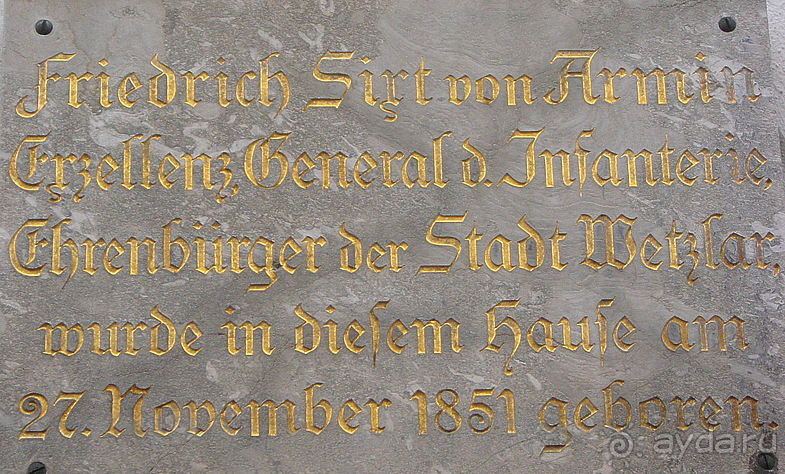 Friedrich Sixt von Armin
Exzellenz, General d. Infanterie,
Ehrenbürger der Stadt Wetzlar,
wurde in dieſem Hauſe am
27. November 1851 geboren.
ayda.ru